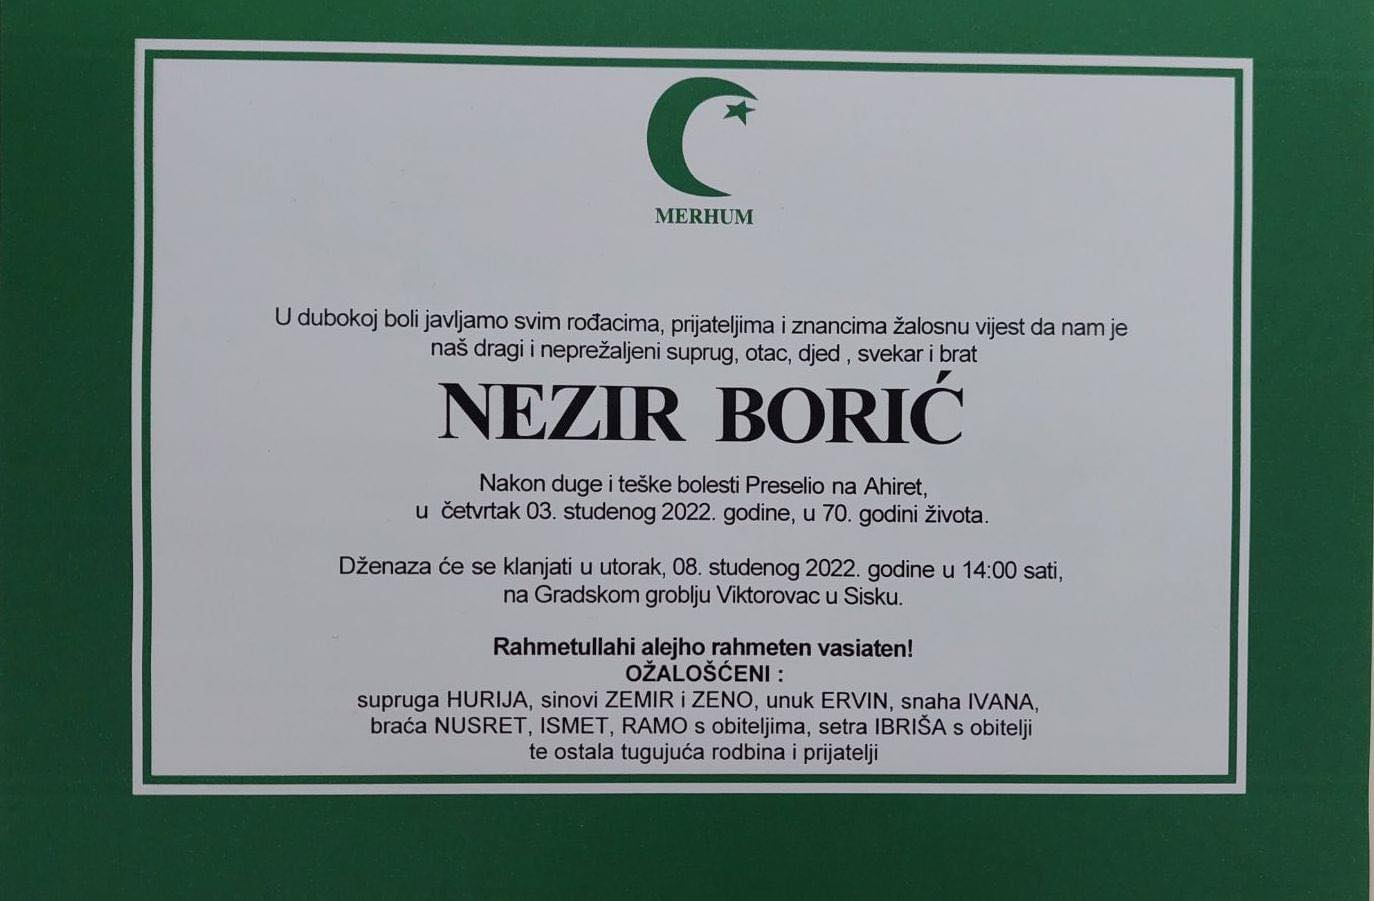 MERHUM
U dubokoj boli javljamo svim rođacima, prijateljima i znancima žalosnu vijest da nam je
naš dragi i neprežaljeni suprug, otac, djed , svekar i brat
NEZIR BORIĆ
Nakon duge i teške bolesti Preselio na Ahiret,
u četvrtak 03. studenog 2022. godine, u 70. godini života.
Dženaza će se klanjati u utorak, 08. studenog 2022. godine u 14:00 sati,
na Gradskom groblju Viktorovac u Sisku.
Rahmetullahi alejho rahmeten vasiaten!
OŽALOŠĆENI :
supruga HURIJA, sinovi ZEMIR i ZENO, unuk ERVIN, snaha IVANA,
braća NUSRET, ISMET, RAMO s obiteljima, setra IBRIŠA s obitelji
te ostala tugujuća rodbina i prijatelji